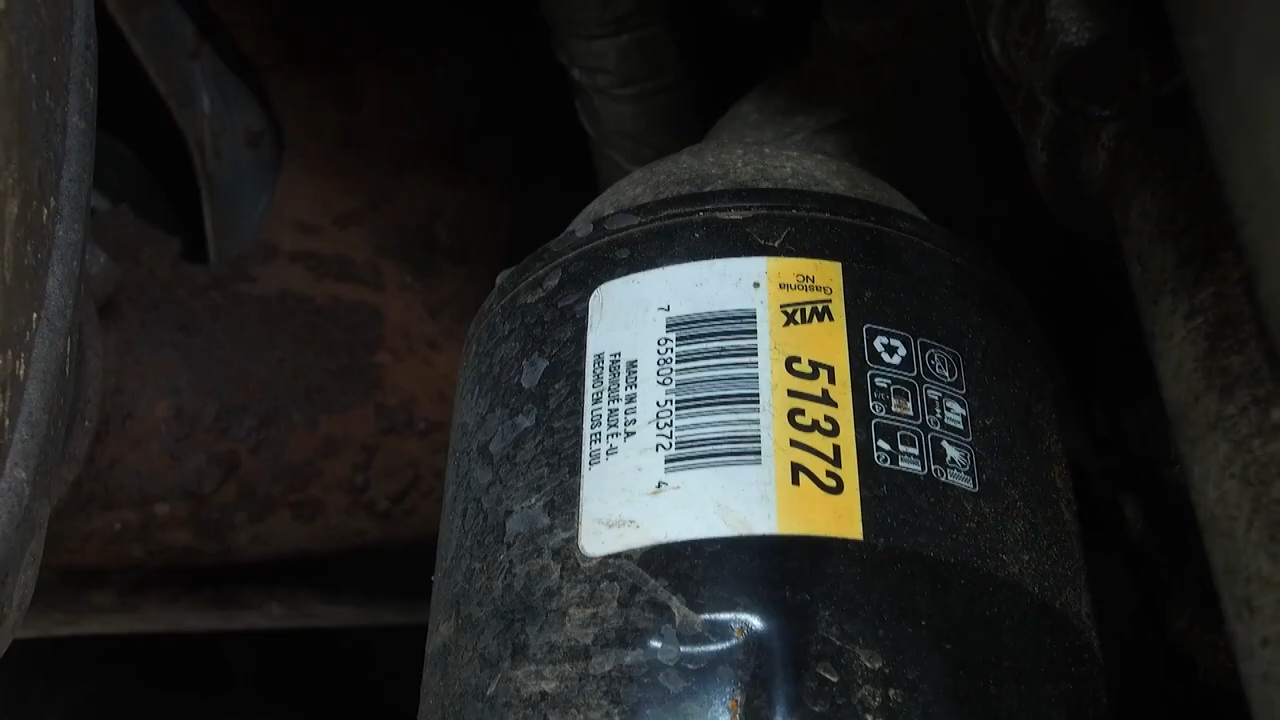 WIX
Gastonia
NC.
51372
7 65809 50372 4
MADE IN U.S.A.
FABRIQUÉ AUX É.-U.
HECHO EN LOS EE.UU.